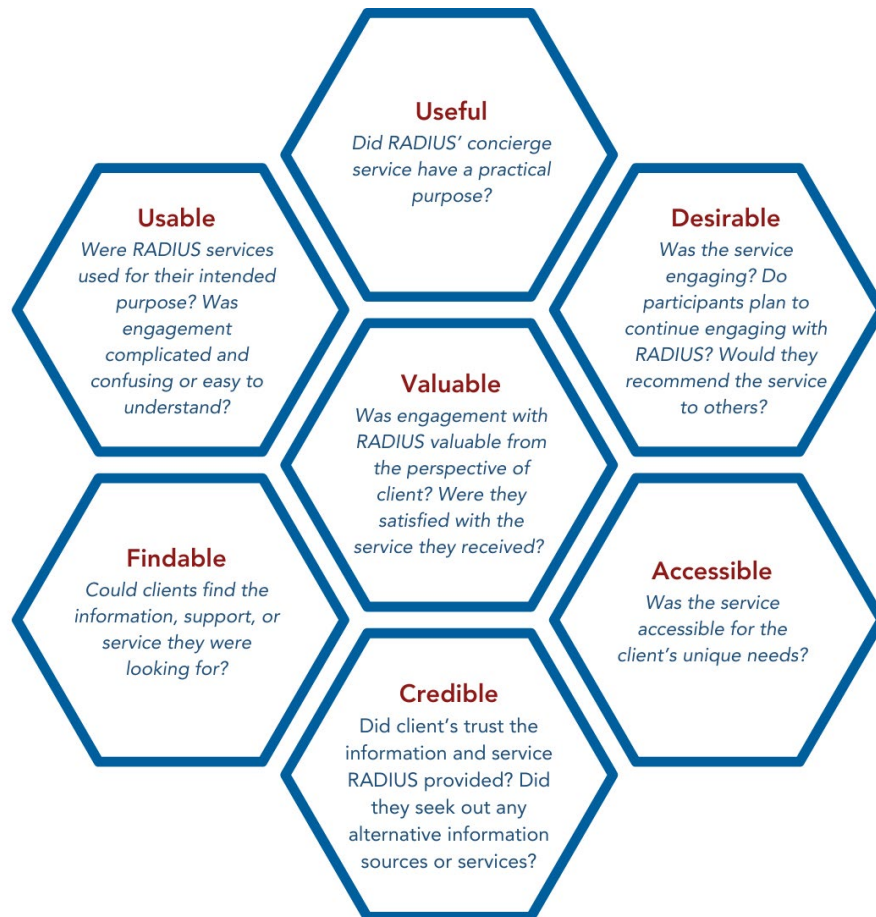 Useful
Did RADIUS’ concierge
service have a practical
purpose?
Usable
Were RADIUS services
used for their intended
purpose? Was
engagement
complicated and
confusing or easy to
understand?
Desirable
Was the service
engaging? Do
participants plan to
continue engaging with
RADIUS? Would they
recommend the service
to others?
Valuable
Was engagement with
RADIUS valuable from
the perspective of
client? Were they
satisfied with the
service they received?
Findable
Could clients find the
information, support, or
service they were
looking for?
Accessible
Was the service
accessible for the
client’s unique needs?
Credible
Did client’s trust the
information and service
RADIUS provided? Did
they seek out any
alternative information
sources or services?